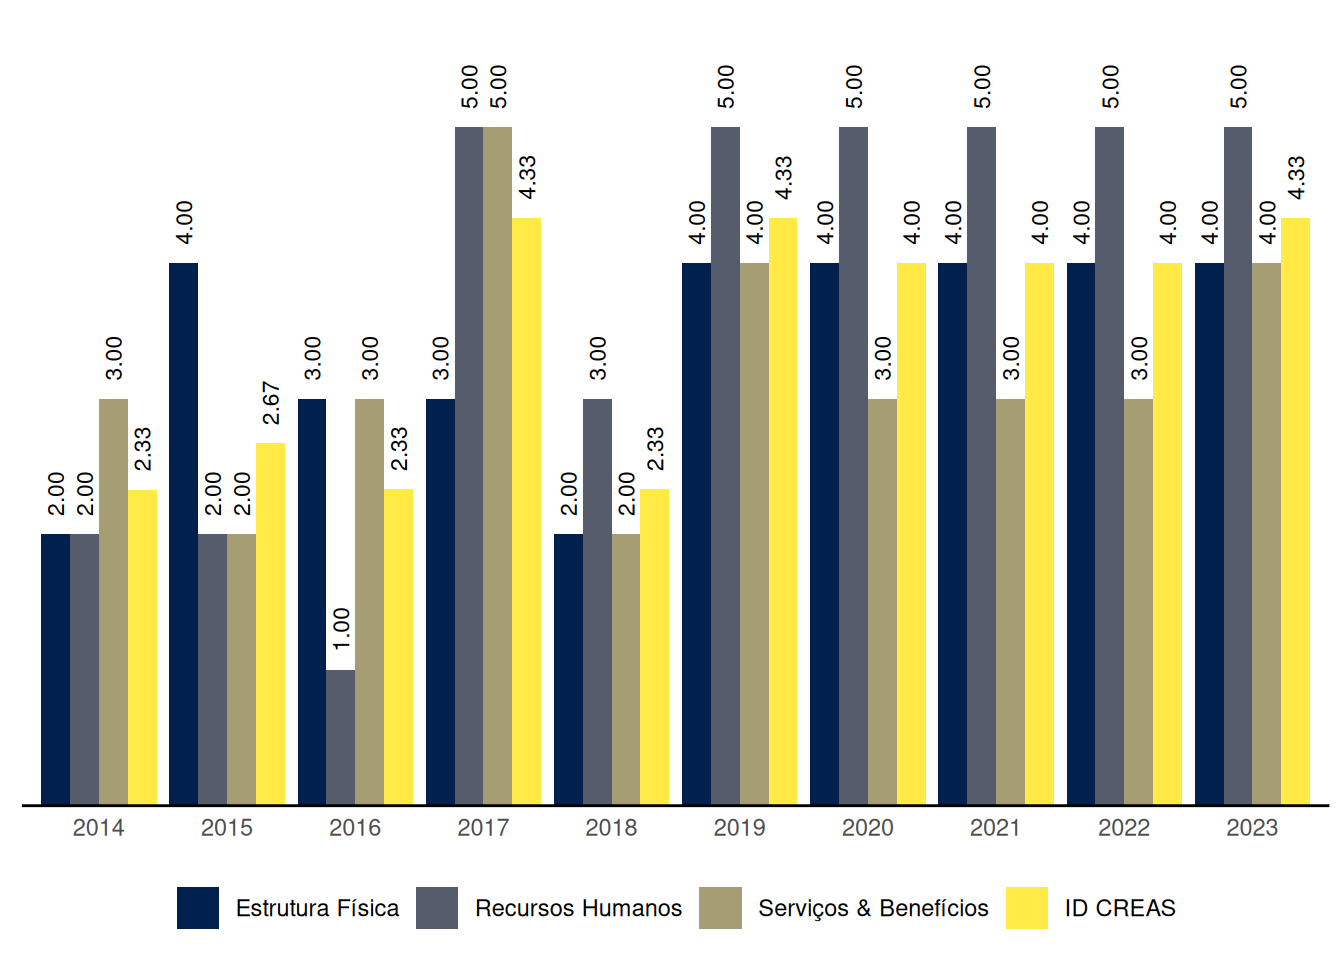 5.00 5.00 5.00 5.00 5.00 5.00 5.00
4.33 4.33 4.33
4.00 4.00 4.00 4.00 4.00 4.00 4.00 4.00 4.00 4.00 4.00
3.00 3.00 3.00 3.00 3.00 3.00 3.00 3.00
2.67
2.33 2.33 2.33
2.00 2.00 2.00 2.00 2.00 2.00
1.00
2014 2015 2016 2017 2018 2019 2020 2021 2022 2023
Estrutura Física Recursos Humanos Serviços & Benefícios ID CREAS